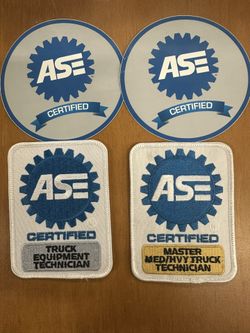 ASE
CERTIFIED
ASE
CERTIFIED
ASE
CERTIFIED
TRUCK
EQUIPMENT
TECHNICIAN
ASE
CERTIFIED
MASTER
MED/HVY TRUCK
TECHNICIAN